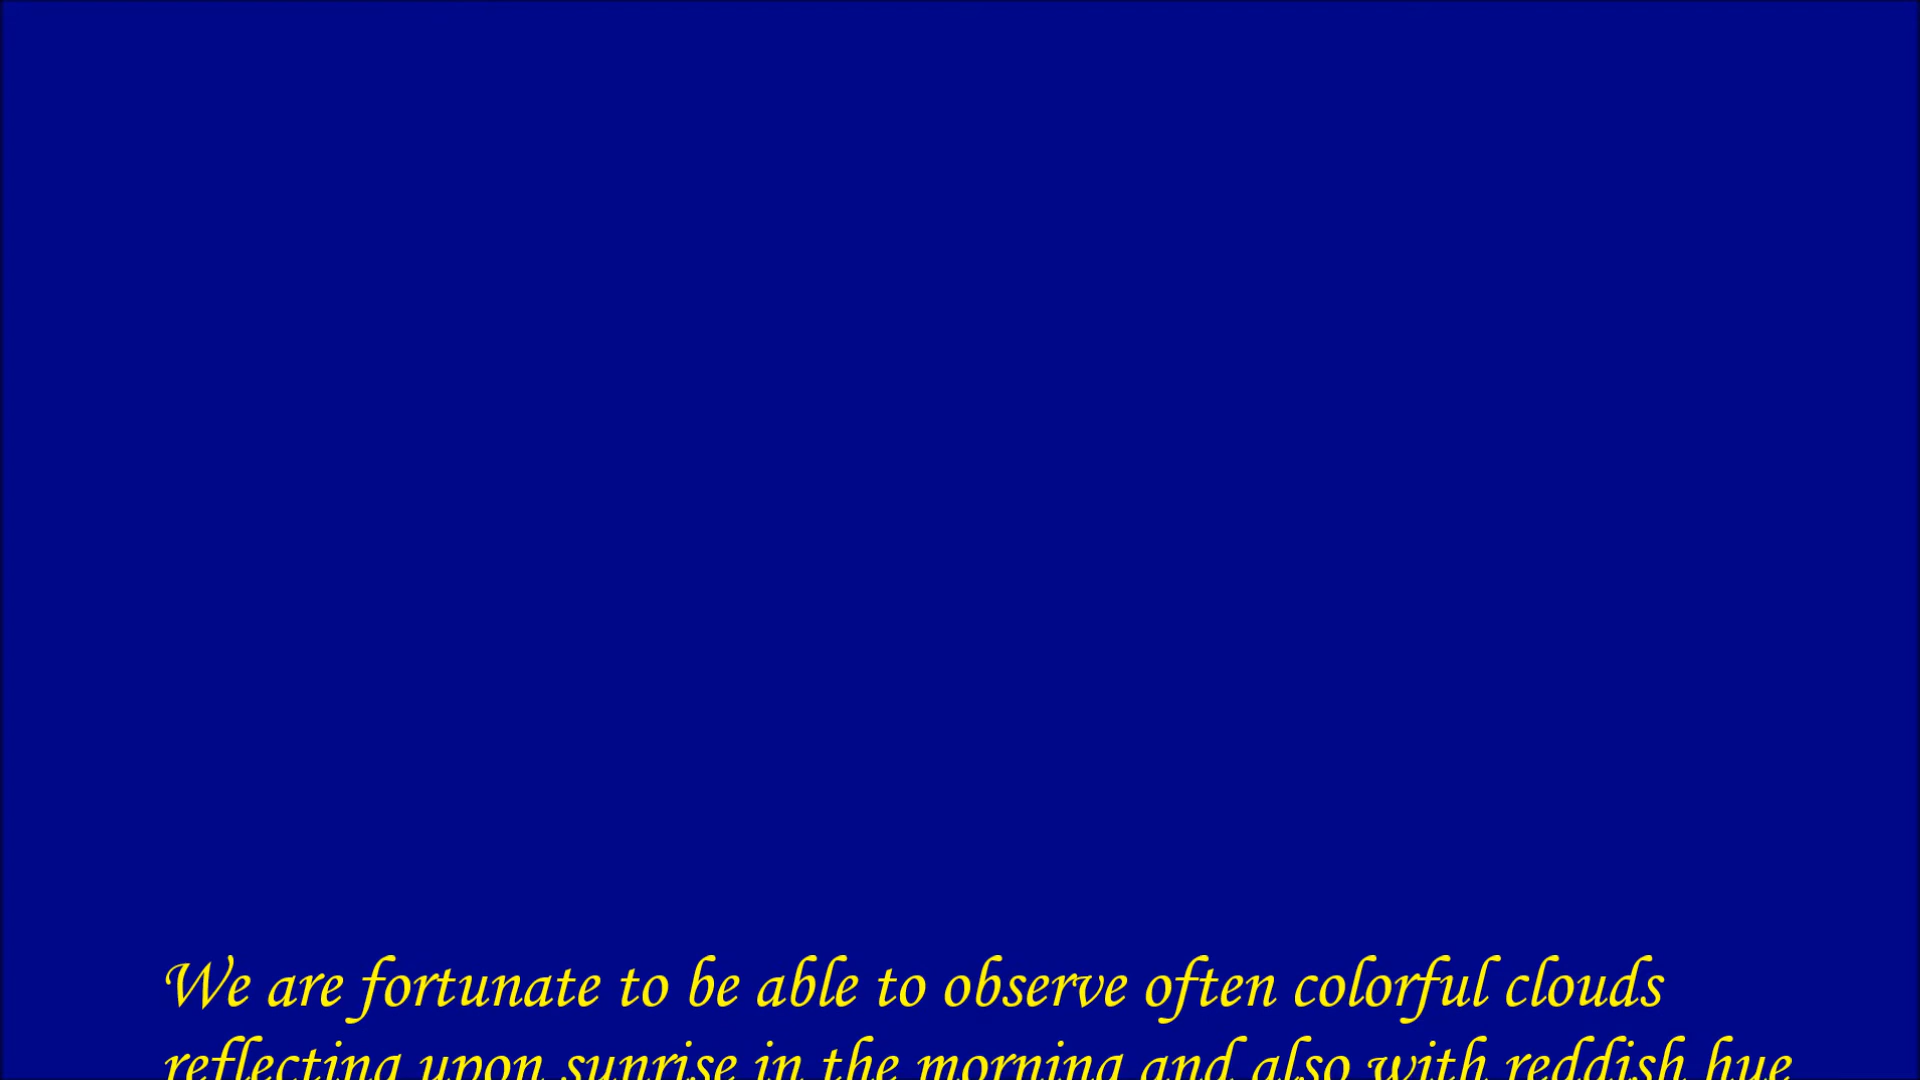 We are fortunate to be able to observe often colorful clouds
reflecting upon sunrise in the morning and also with reddish hue